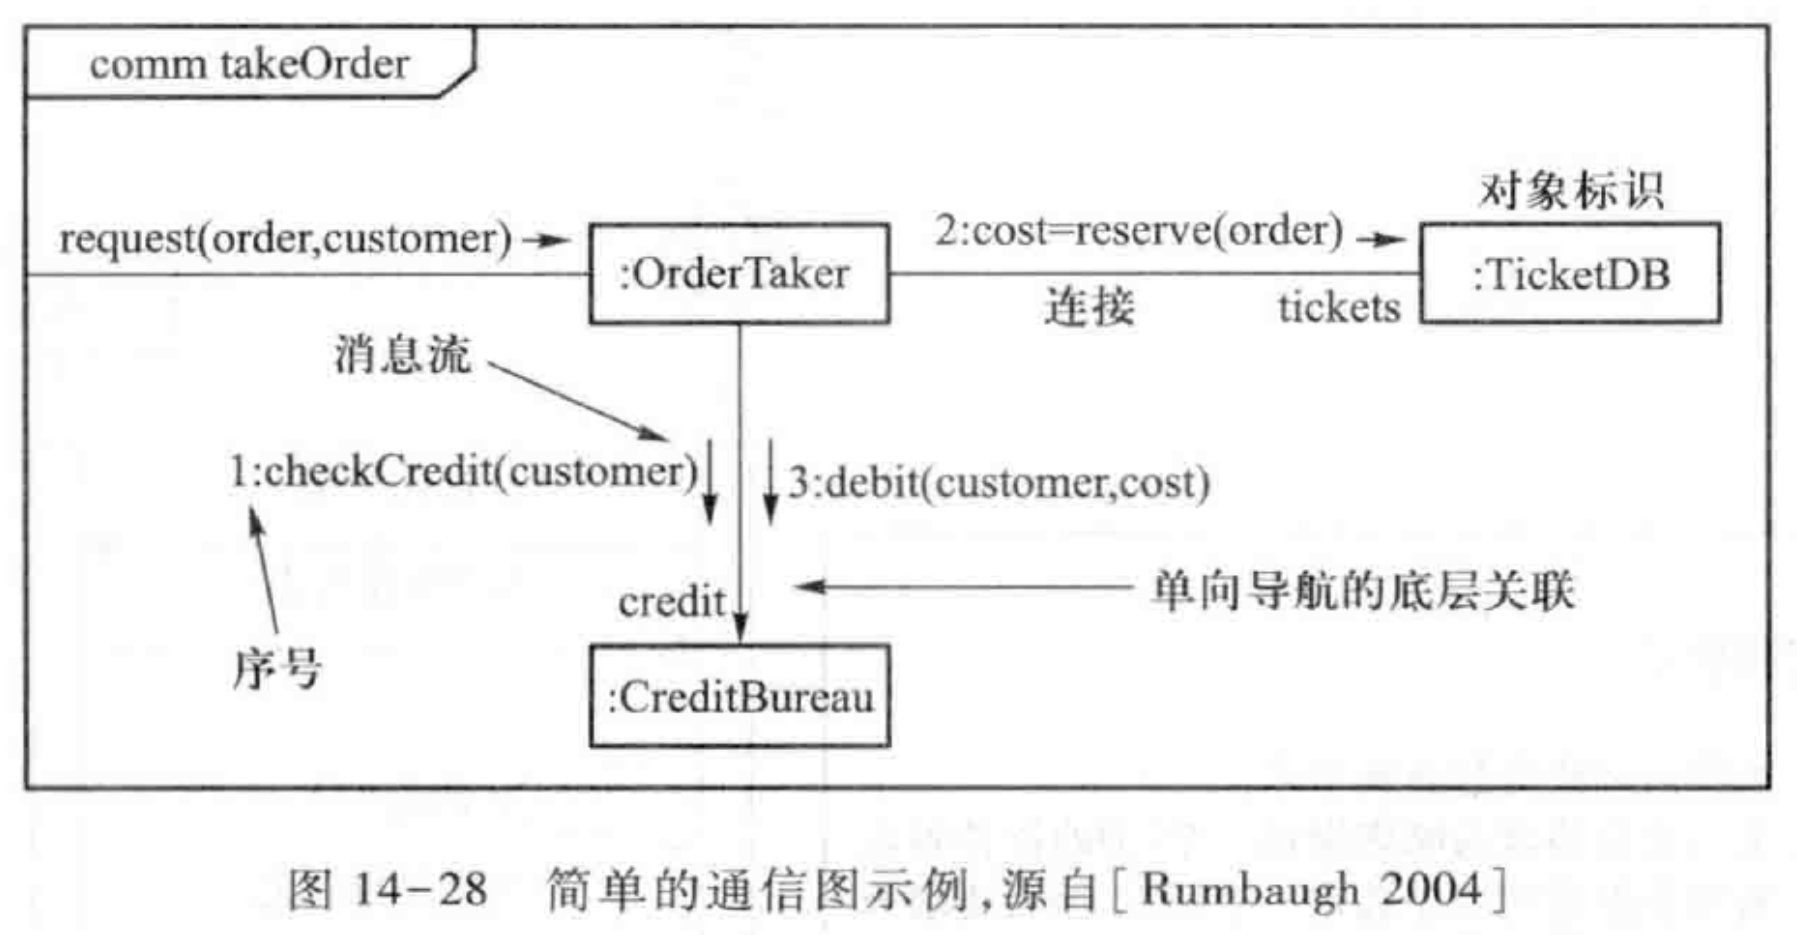 comm takeOrder
对象标识
request(order,customer)
:OrderTaker
2:cost=reserve(order)
:TicketDB
连接
tickets
消息流
1:checkCredit(customer)
3:debit(customer,cost)
credit
单向导航的底层关联
序号
:CreditBureau
图 14-28 简单的通信图示例,源自[Rumbaugh 2004]